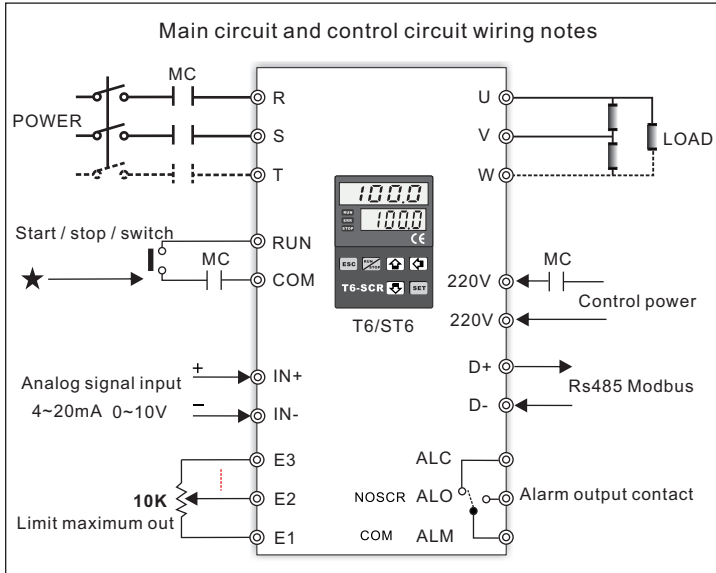 Main circuit and control circuit wiring notes
MC
POWER
R
S
T
U
V
W
LOAD
100.0
100.0
RUN
ERR
STOP
CE
ESC
RUN/STOP
T6-SCR
SET
T6/ST6
Start / stop / switch
MC
RUN
COM
220V
MC
Control power
220V
+
IN+
Analog signal input
4~20mA 0~10V
−
IN-
D+
Rs485 Modbus
D-
E3
10K
E2
Limit maximum out
E1
ALC
NOSCR
ALO
Alarm output contact
COM
ALM